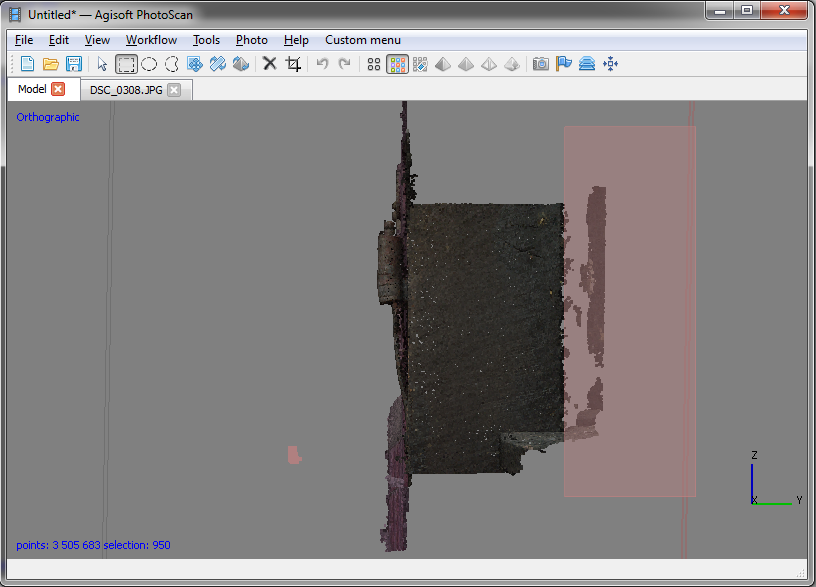 Untitled* — Agisoft PhotoScan
File Edit View Workflow Tools Photo Help Custom menu
Model DSC_0308.JPG
Orthographic
Z
X Y
points: 3 505 683 selection: 950